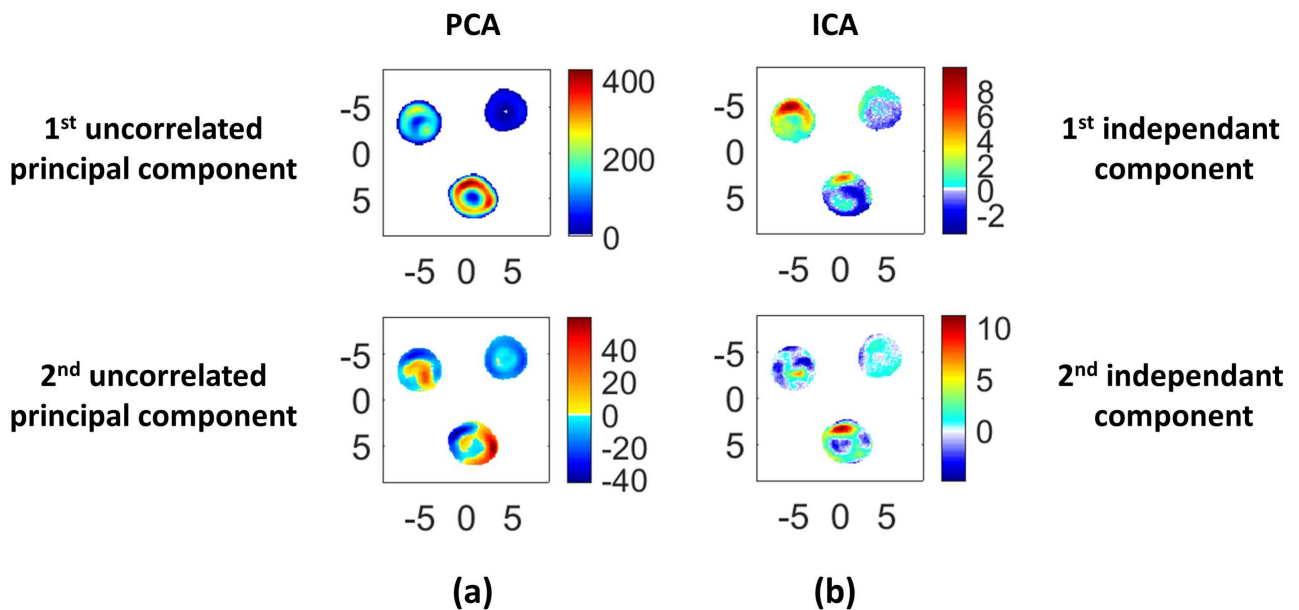 PCA
ICA
1st uncorrelated
principal component
-5
0
5
-5 0 5
400
200
0
-5
0
5
-5 0 5
8
6
4
2
0
-2
1st independant
component
2nd uncorrelated
principal component
-5
0
5
-5 0 5
40
20
0
-20
-40
-5
0
5
-5 0 5
10
5
0
2nd independant
component
(a)
(b)